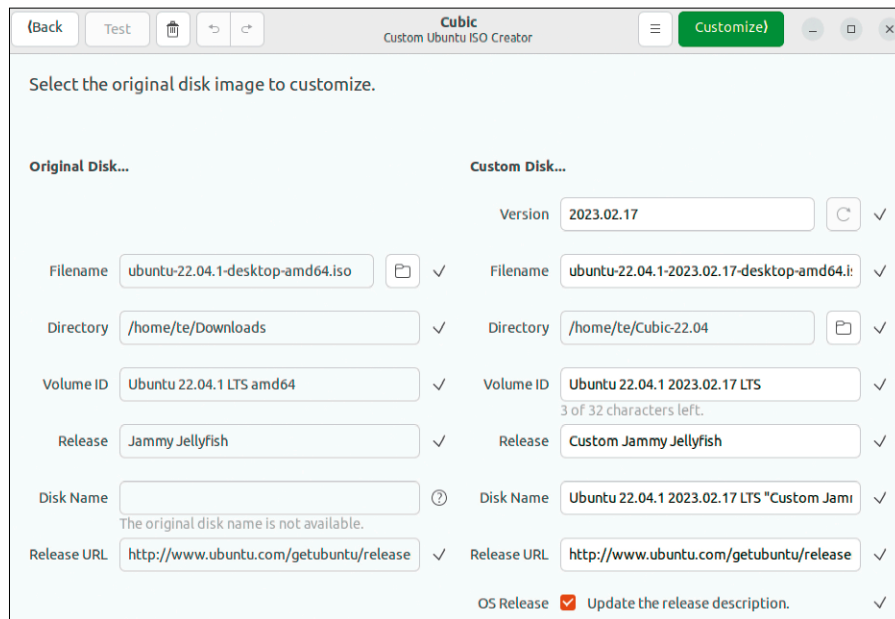 ⟨Back
Test
Cubic
Custom Ubuntu ISO Creator
Customize⟩
Select the original disk image to customize.
Original Disk...
Custom Disk...
Version 2023.02.17
Filename ubuntu-22.04.1-desktop-amd64.iso
Filename ubuntu-22.04.1-2023.02.17-desktop-amd64.i
Directory /home/te/Downloads
Directory /home/te/Cubic-22.04
Volume ID Ubuntu 22.04.1 LTS amd64
Volume ID Ubuntu 22.04.1 2023.02.17 LTS
3 of 32 characters left.
Release Jammy Jellyfish
Release Custom Jammy Jellyfish
Disk Name
The original disk name is not available.
Disk Name Ubuntu 22.04.1 2023.02.17 LTS "Custom Jam
Release URL http://www.ubuntu.com/getubuntu/release
Release URL http://www.ubuntu.com/getubuntu/release
OS Release Update the release description.